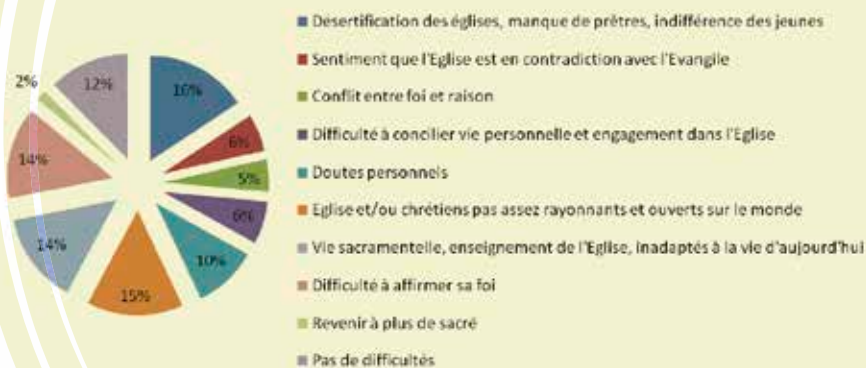 Désertification des églises, manque de prêtres, indifférence des jeunes
Sentiment que l'Eglise est en contradiction avec l'Evangile
Conflit entre foi et raison
Difficulté à concilier vie personnelle et engagement dans l'Eglise
Doutes personnels
Eglise et/ou chrétiens pas assez rayonnants et ouverts sur le monde
Vie sacramentelle, enseignement de l'Eglise, inadaptés à la vie d'aujourd'hui
Difficulté à affirmer sa foi
Revenir à plus de sacré
Pas de difficultés
16%
6%
5%
6%
10%
15%
14%
14%
2%
12%